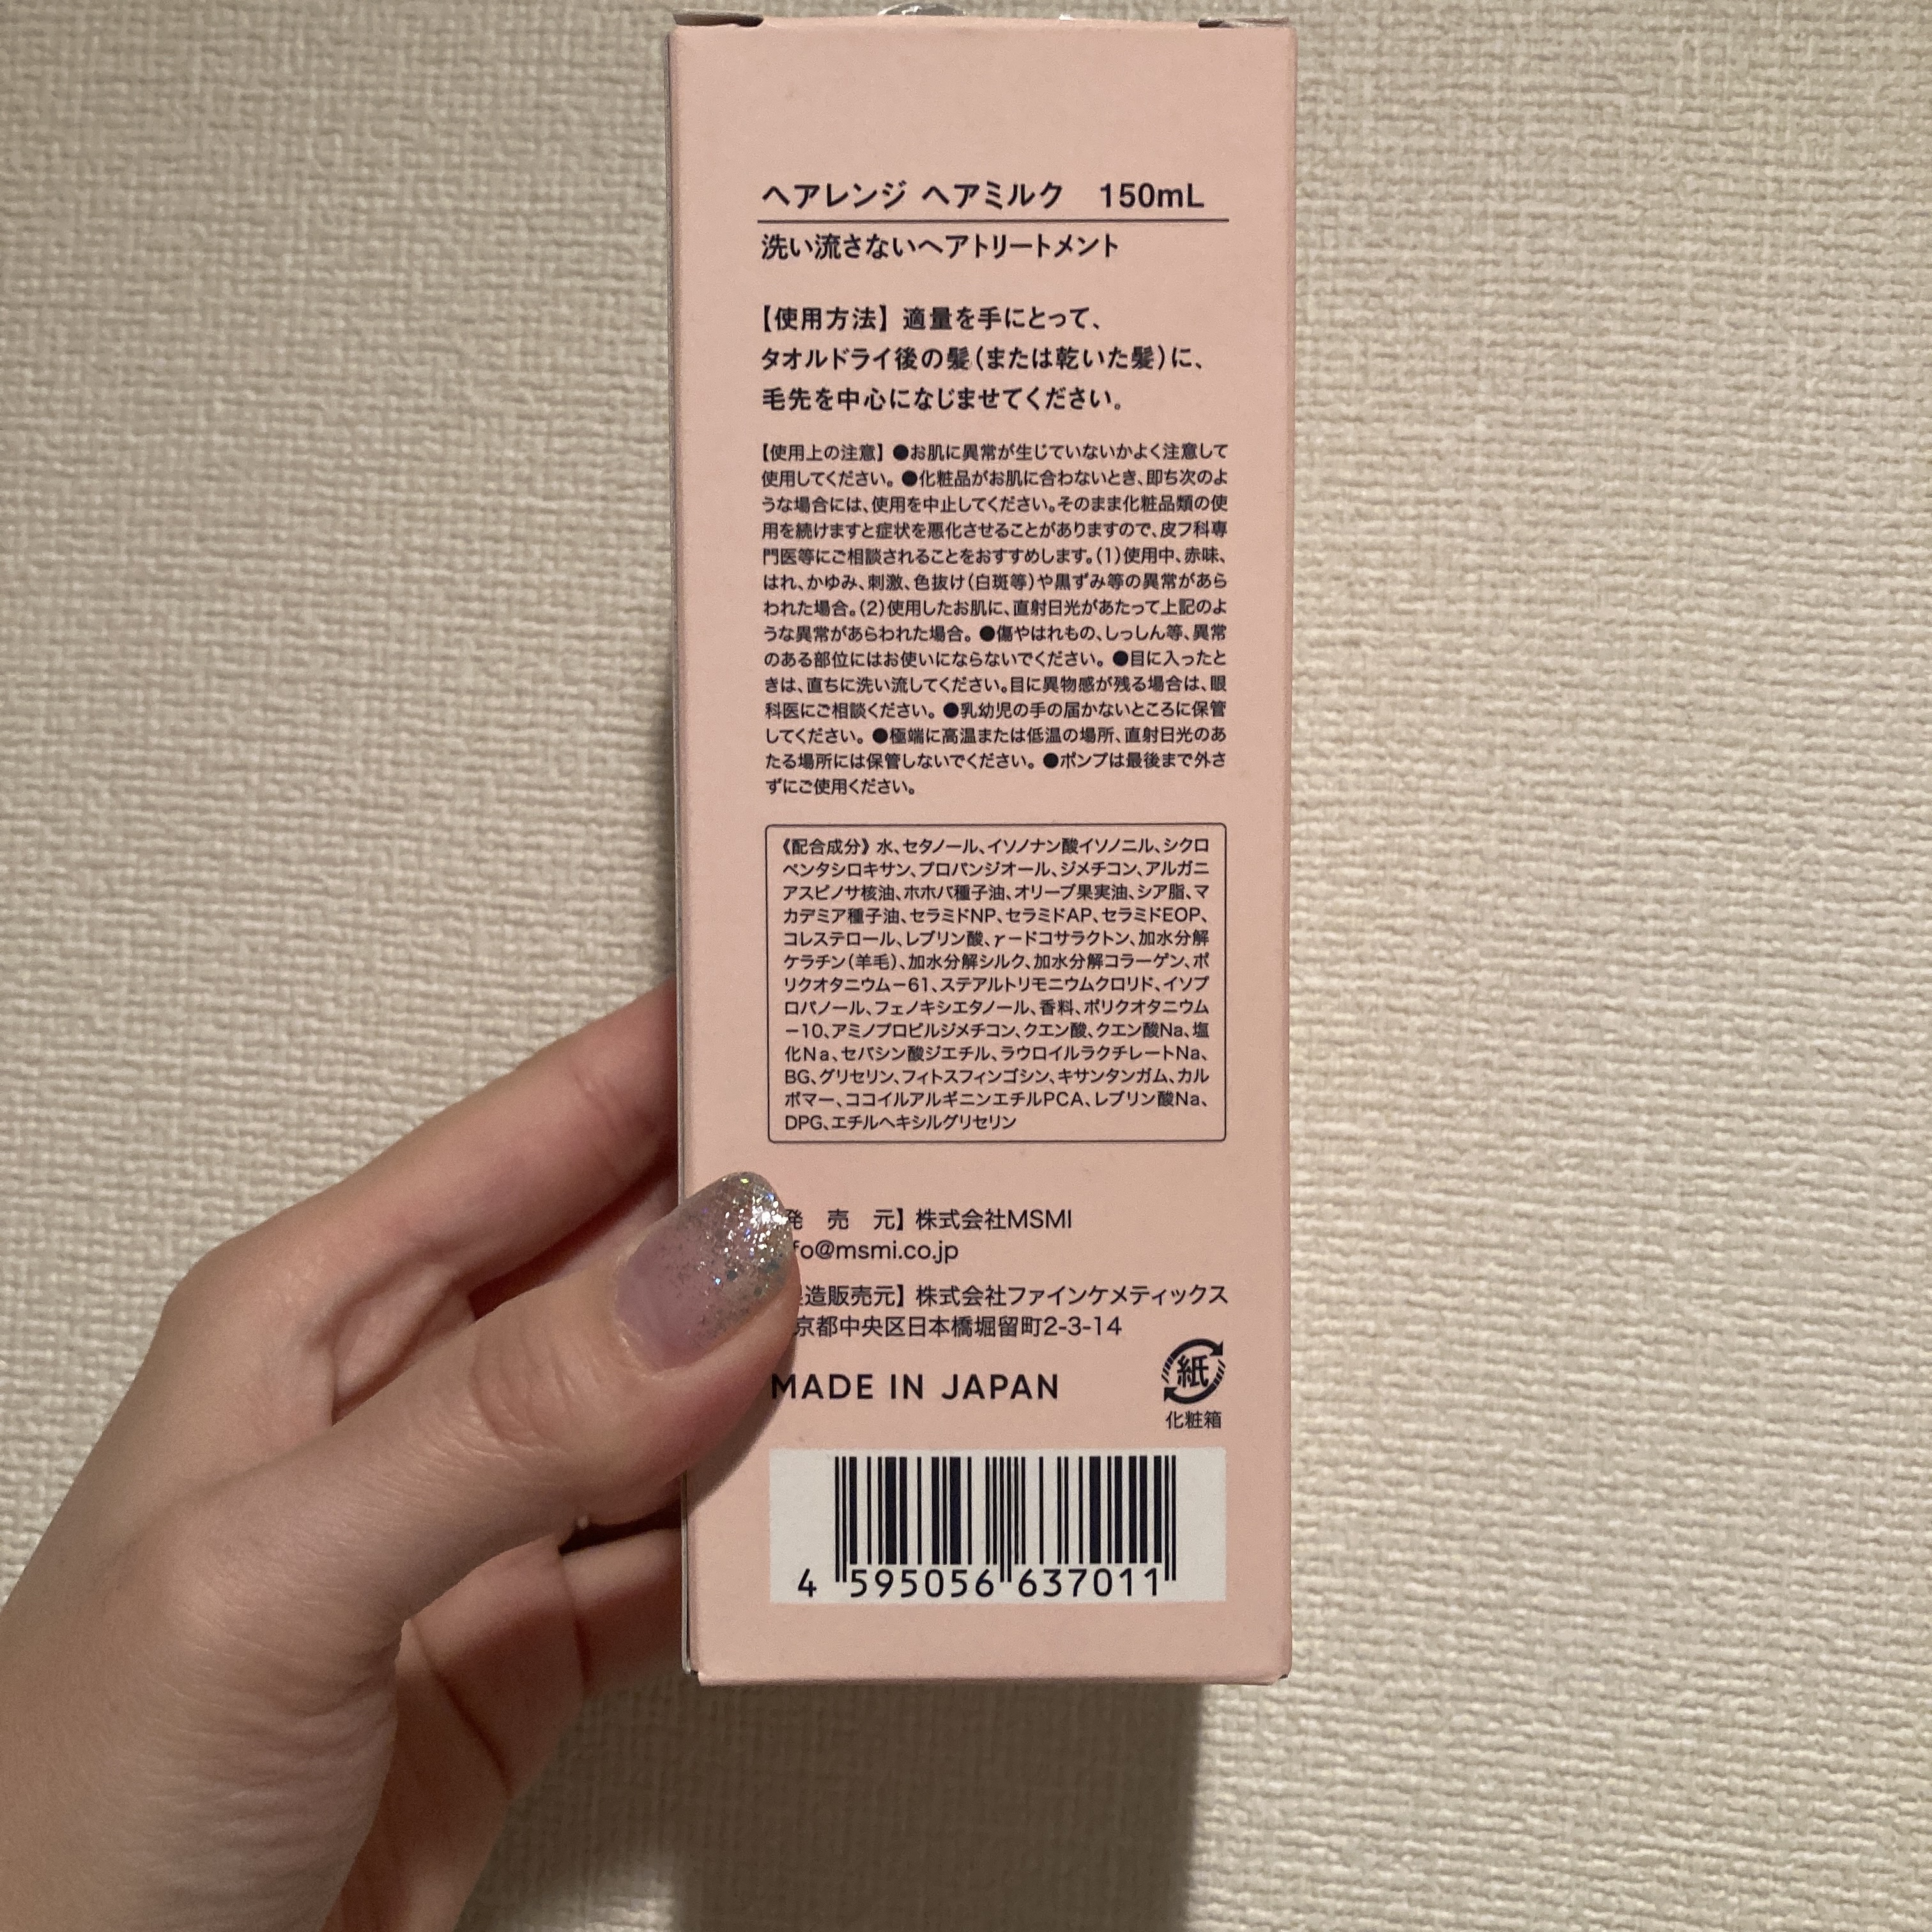 ヘアレンジ ヘアミルク 150mL
洗い流さないヘアトリートメント
【使用方法】 適量を手にとって、
タオルドライ後の髪(または乾いた髪)に、
毛先を中心になじませてください。
【使用上の注意】●お肌に異常が生じていないかよく注意して
使用してください。●化粧品がお肌に合わないとき、即ち次のよ
うな場合には、使用を中止してください。そのまま化粧品類の使
用を続けますと症状を悪化させることがありますので、皮フ科専
門医等にご相談されることをおすすめします。(1)使用中、赤味、
はれ、かゆみ、刺激、色抜け(白斑等)や黒ずみ等の異常があら
われた場合。(2)使用したお肌に、直射日光があたって上記のよ
うな異常があらわれた場合。●傷やはれもの、しっしん等、異常
のある部位にはお使いにならないでください。●目に入ったと
きは、直ちに洗い流してください。目に異物感が残る場合は、眼
科医にご相談ください。●乳幼児の手の届かないところに保管
してください。●極端に高温または低温の場所、直射日光のあ
たる場所には保管しないでください。●ポンプは最後まで外さ
ずにご使用ください。
《配合成分》水、セタノール、イソノナン酸イソノニル、シクロ
ペンタシロキサン、プロパンジオール、ジメチコン、アルガニ
アスピノサ核油、ホホバ種子油、オリーブ果実油、シア脂、マ
カデミア種子油、セラミドNP、セラミドAP、セラミドEOP、
コレステロール、レブリン酸、γードコサラクトン、加水分解
ケラチン(羊毛)、加水分解シルク、加水分解コラーゲン、ポ
リクオタニウムー61、ステアルトリモニウムクロリド、イソプ
ロパノール、フェノキシエタノール、香料、ポリクオタニウム
ー10、アミノプロピルジメチコン、クエン酸、クエン酸Na、塩
化Na、セバシン酸ジエチル、ラウロイルラクチレートNa、
BG、グリセリン、フィトスフィンゴシン、キサンタンガム、カル
ボマー、ココイルアルギニンエチルPCA、レブリン酸Na、
DPG、エチルヘキシルグリセリン
発 売 元】株式会社MSMI
fo@msmi.co.jp
造販売元】株式会社ファインケメティックス
京都中央区日本橋堀留町2-3-14
MADE IN JAPAN
紙
化粧箱
4 595056 637011